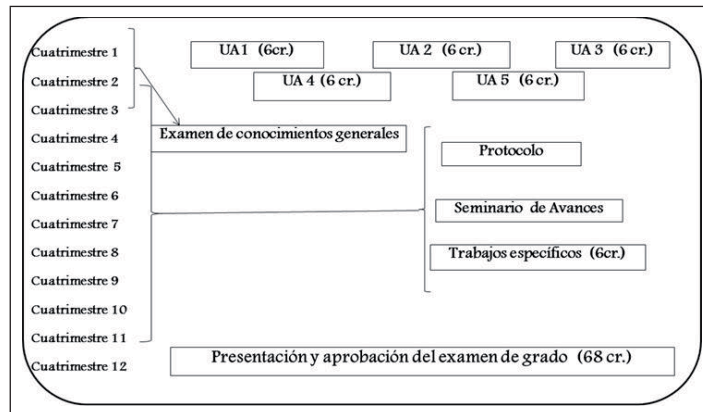 Cuatrimestre 1
UA1 (6cr.)
UA 2 (6 cr.)
UA 3 (6 cr.)
Cuatrimestre 2
UA 4 (6 cr.)
UA 5 (6 cr.)
Cuatrimestre 3
Cuatrimestre 4
Examen de conocimientos generales
Protocolo
Cuatrimestre 5
Cuatrimestre 6
Seminario de Avances
Cuatrimestre 7
Cuatrimestre 8
Trabajos específicos (6cr.)
Cuatrimestre 9
Cuatrimestre 10
Cuatrimestre 11
Cuatrimestre 12
Presentación y aprobación del examen de grado (68 cr.)